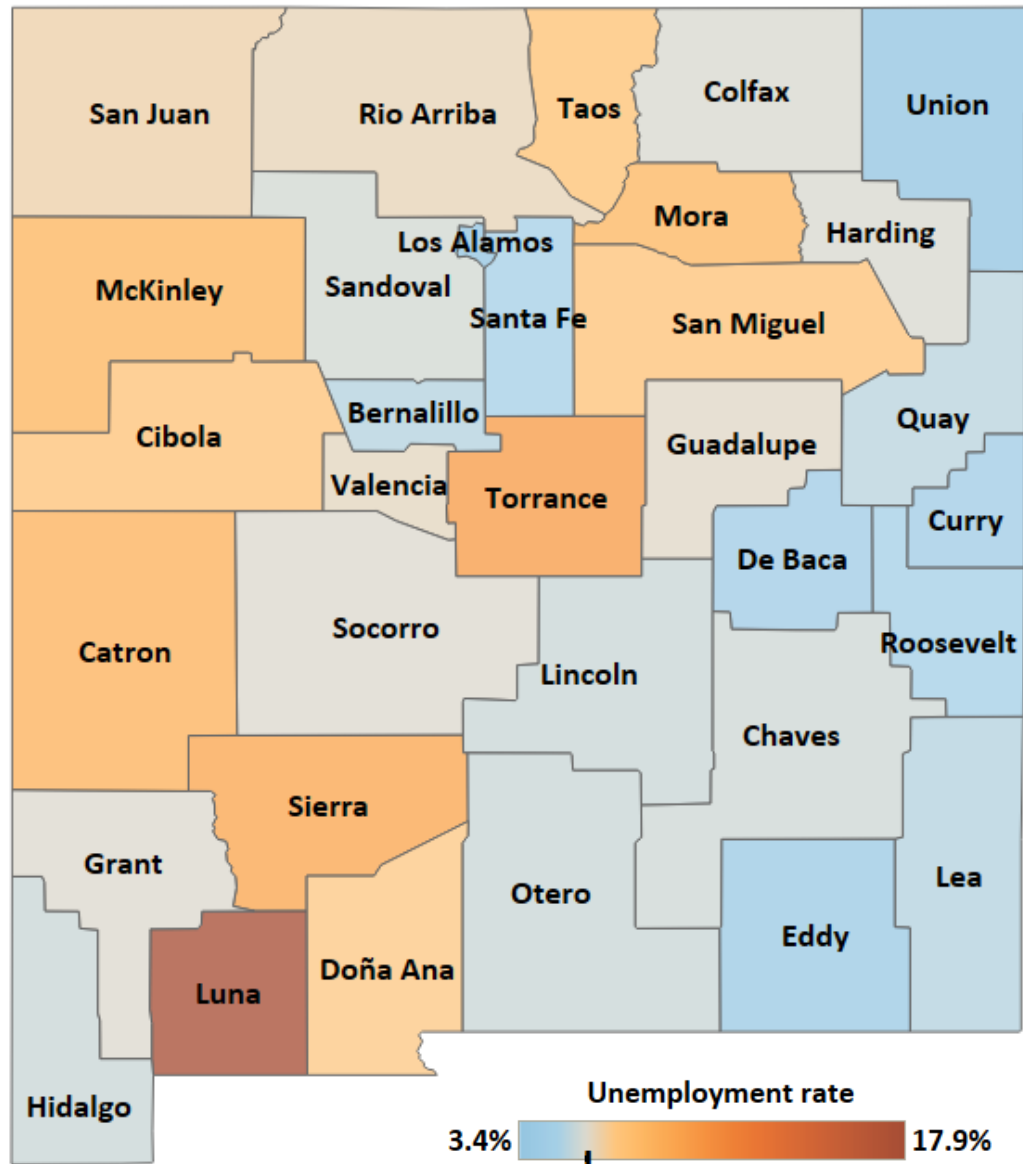 San Juan
Rio Arriba
Taos
Colfax
Union
Mora
Harding
Los Alamos
McKinley
Sandoval
Santa Fe
San Miguel
Bernalillo
Cibola
Quay
Guadalupe
Valencia
Torrance
Curry
De Baca
Socorro
Roosevelt
Catron
Lincoln
Chaves
Sierra
Grant
Otero
Lea
Eddy
Doña Ana
Luna
Hidalgo
Unemployment rate
3.4%
17.9%